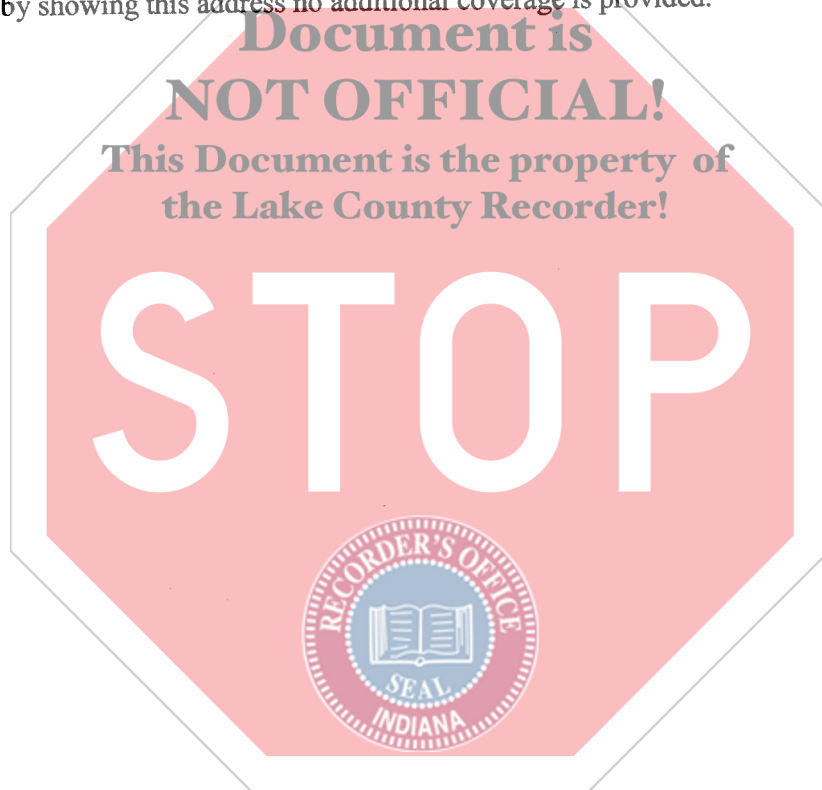 by showing this address no additional coverage is provided.
Document is
NOT OFFICIAL!
This Document is the property of
the Lake County Recorder!
STOP
RECORDER'S OFFICE
SEAL
INDIANA